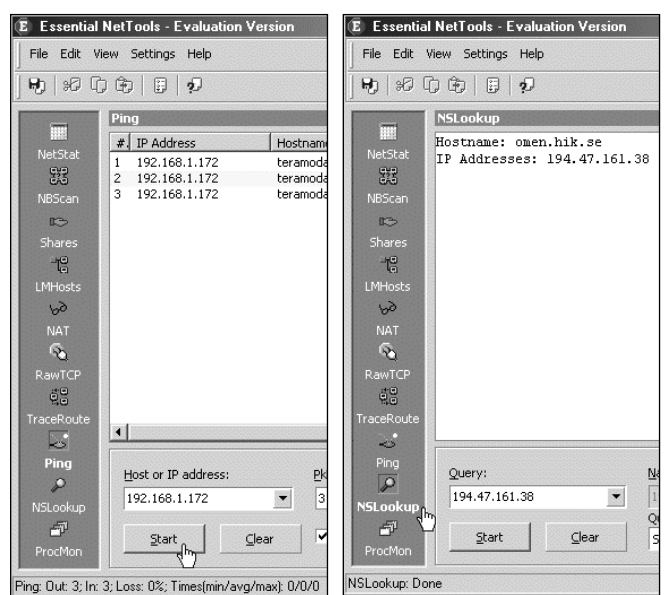 Essential NetTools - Evaluation Version
File Edit View Settings Help
NetStat
NBScan
Shares
LMHosts
NAT
RawTCP
TraceRoute
Ping
NSLookup
ProcMon
Ping
# IP Address Hostname
1 192.168.1.172 teramoda
2 192.168.1.172 teramoda
3 192.168.1.172 teramoda
Host or IP address: Pk
192.168.1.172 3
Start Clear
Ping: Out: 3; In: 3; Loss: 0%; Times(min/avg/max): 0/0/0
Essential NetTools - Evaluation Version
File Edit View Settings Help
NetStat
NBScan
Shares
LMHosts
NAT
RawTCP
TraceRoute
Ping
NSLookup
ProcMon
NSLookup
Hostname: omen.hik.se
IP Addresses: 194.47.161.38
Query: Na
194.47.161.38 1
Q
Start Clear S
NSLookup: Done